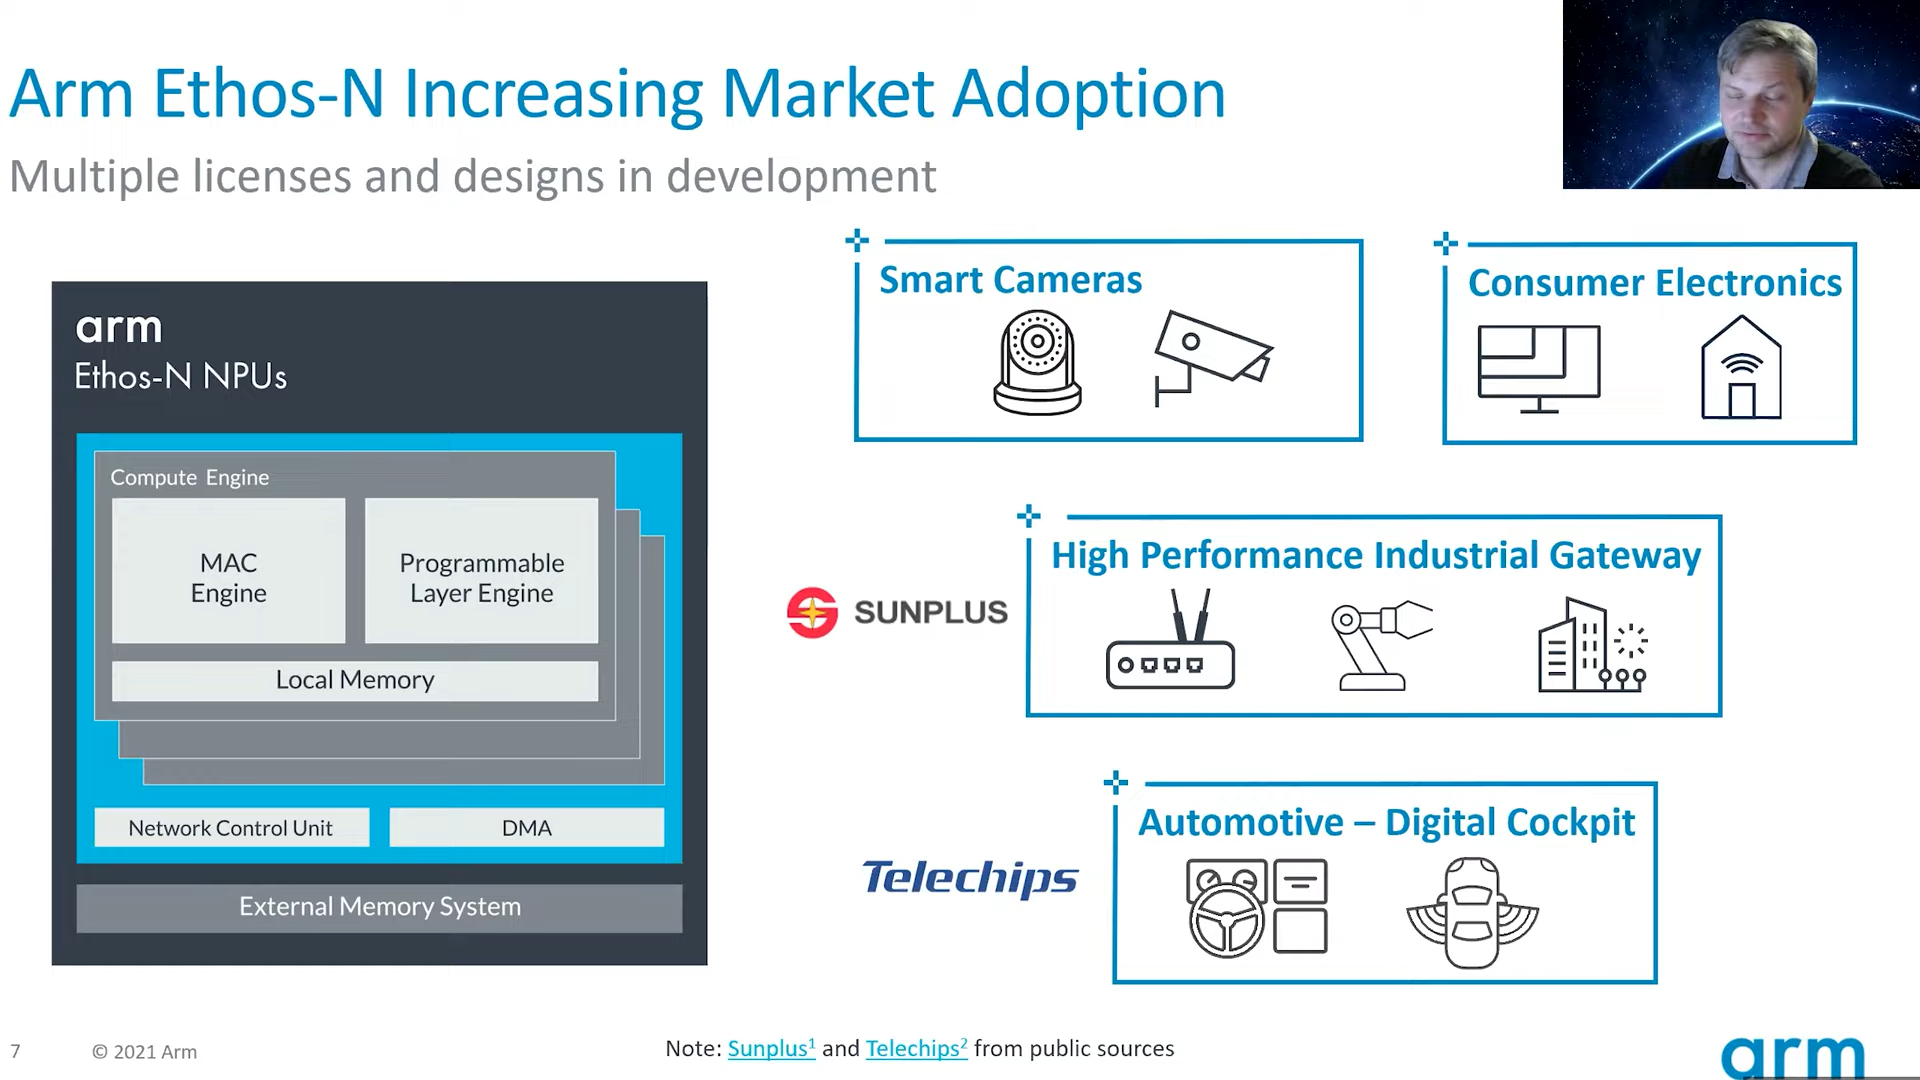 Arm Ethos-N Increasing Market Adoption
Multiple licenses and designs in development
arm
Ethos-N NPUs
Compute Engine
MAC
Engine
Programmable
Layer Engine
Local Memory
Network Control Unit
DMA
External Memory System
Smart Cameras
Consumer Electronics
SUNPLUS
High Performance Industrial Gateway
Telechips
Automotive – Digital Cockpit
7
© 2021 Arm
Note: Sunplus¹ and Telechips² from public sources
arm